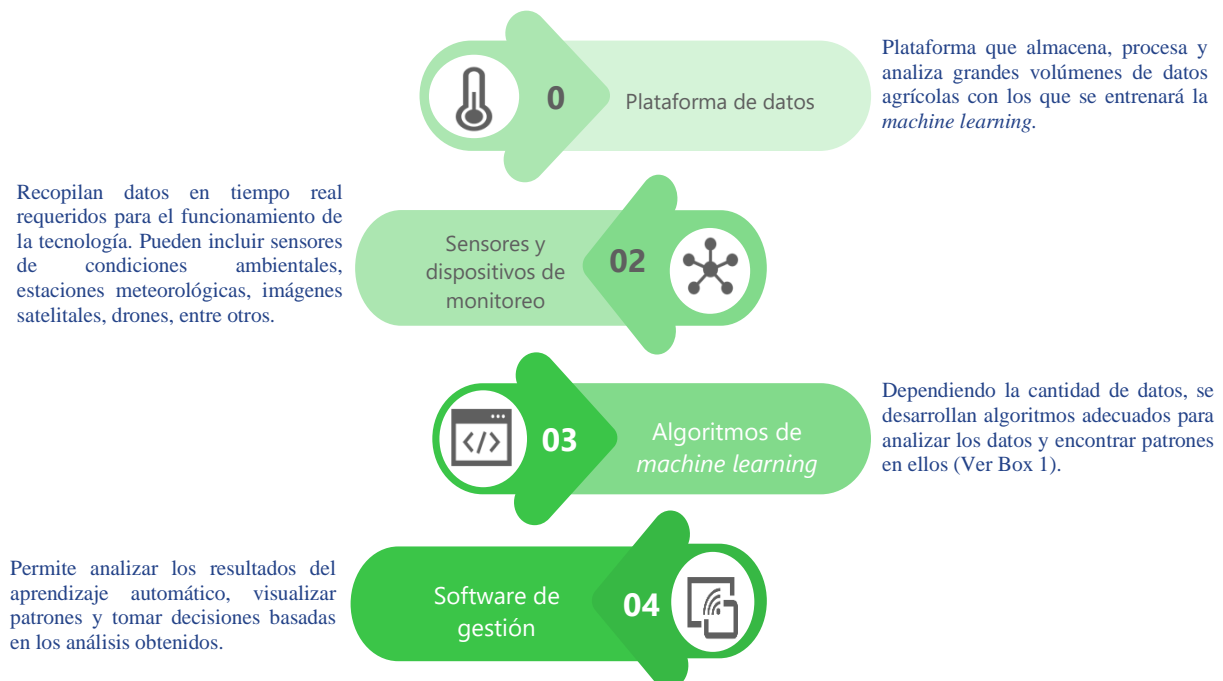 0
Plataforma de datos
Plataforma que almacena, procesa y
analiza grandes volúmenes de datos
agrícolas con los que se entrenará la
machine learning.
Recopilan datos en tiempo real
requeridos para el funcionamiento de
la tecnología. Pueden incluir sensores
de condiciones ambientales,
estaciones meteorológicas, imágenes
satelitales, drones, entre otros.
Sensores y
dispositivos de
monitoreo
02
03
Algoritmos de
machine learning
Dependiendo la cantidad de datos, se
desarrollan algoritmos adecuados para
analizar los datos y encontrar patrones
en ellos (Ver Box 1).
Permite analizar los resultados del
aprendizaje automático, visualizar
patrones y tomar decisiones basadas
en los análisis obtenidos.
Software de
gestión
04